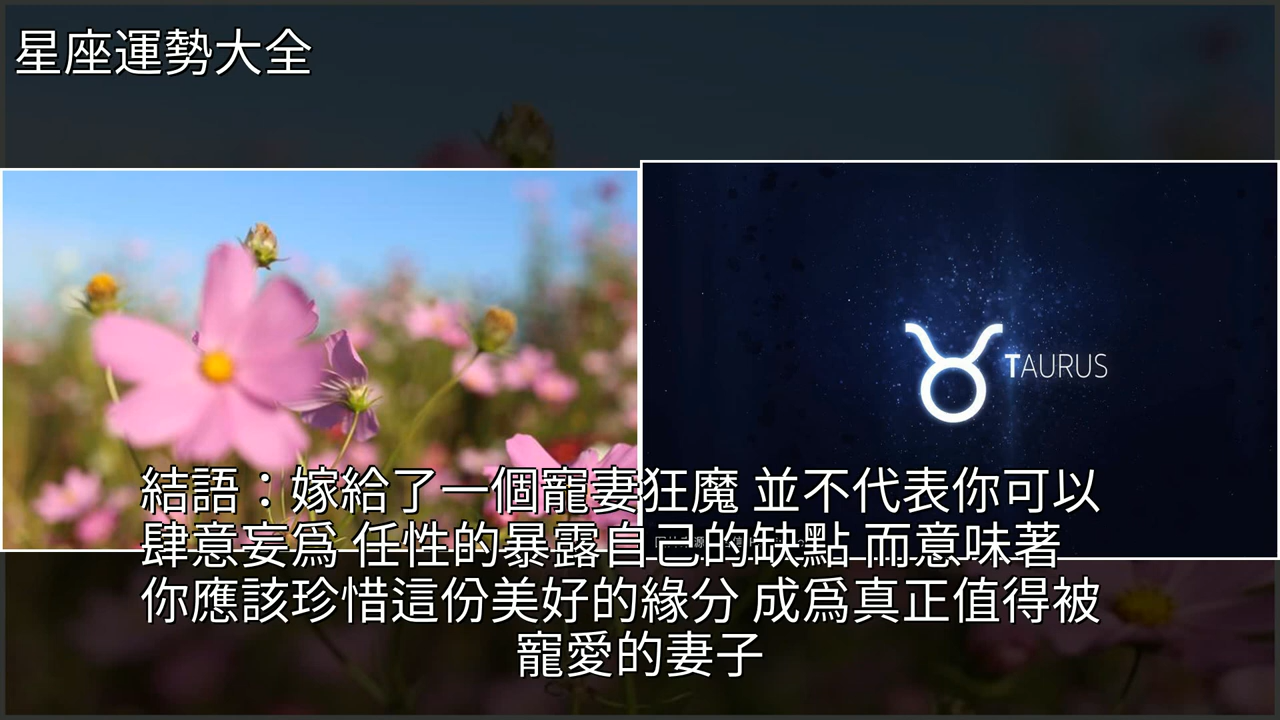 星座運勢大全
TAURUS
結語：嫁給了一個寵妻狂魔 並不代表你可以
肆意妄爲 任性的暴露自己的缺點 而意味著
你應該珍惜這份美好的緣分 成爲真正值得被
寵愛的妻子